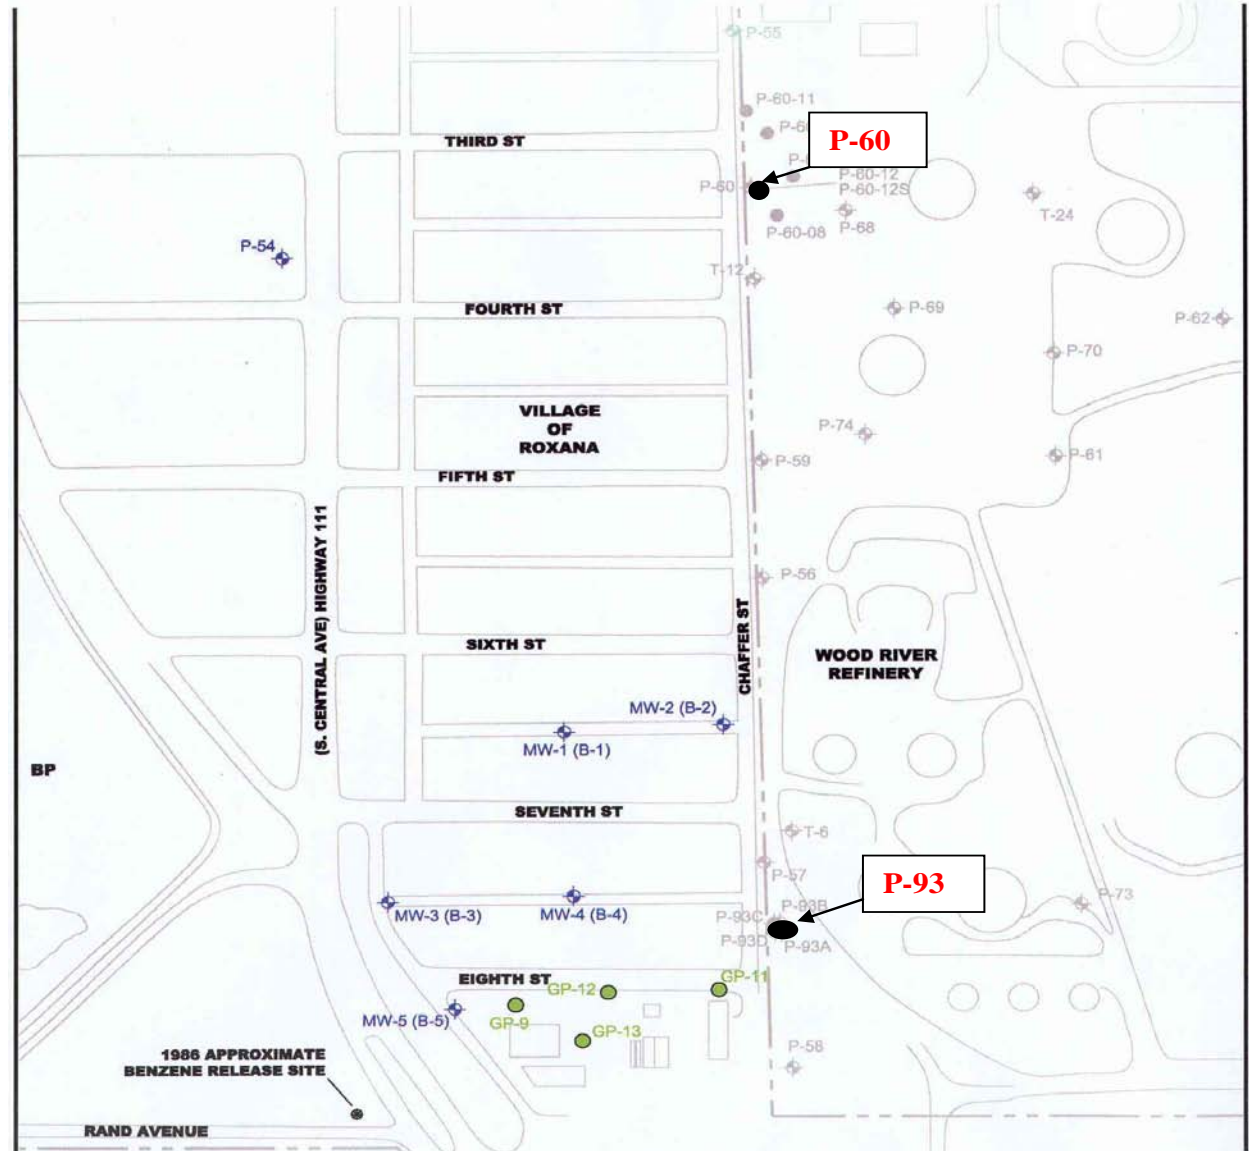 P-55
P-60-11
P-60
THIRD ST
P-60
P-60-12
P-60-12S
T-24
P-68
P-60-08
P-54
T-12
FOURTH ST
P-69
P-62
P-70
VILLAGE
OF
ROXANA
P-74
P-59
P-61
FIFTH ST
(S. CENTRAL AVE) HIGHWAY 111
P-56
CHAFFER ST
SIXTH ST
WOOD RIVER
REFINERY
MW-2 (B-2)
MW-1 (B-1)
BP
SEVENTH ST
T-6
P-57
P-93
P-73
MW-3 (B-3)
MW-4 (B-4)
P-93B
P-93C
P-93D
P-93A
EIGHTH ST
GP-11
GP-12
GP-9
MW-5 (B-5)
GP-13
P-58
1986 APPROXIMATE
BENZENE RELEASE SITE
RAND AVENUE